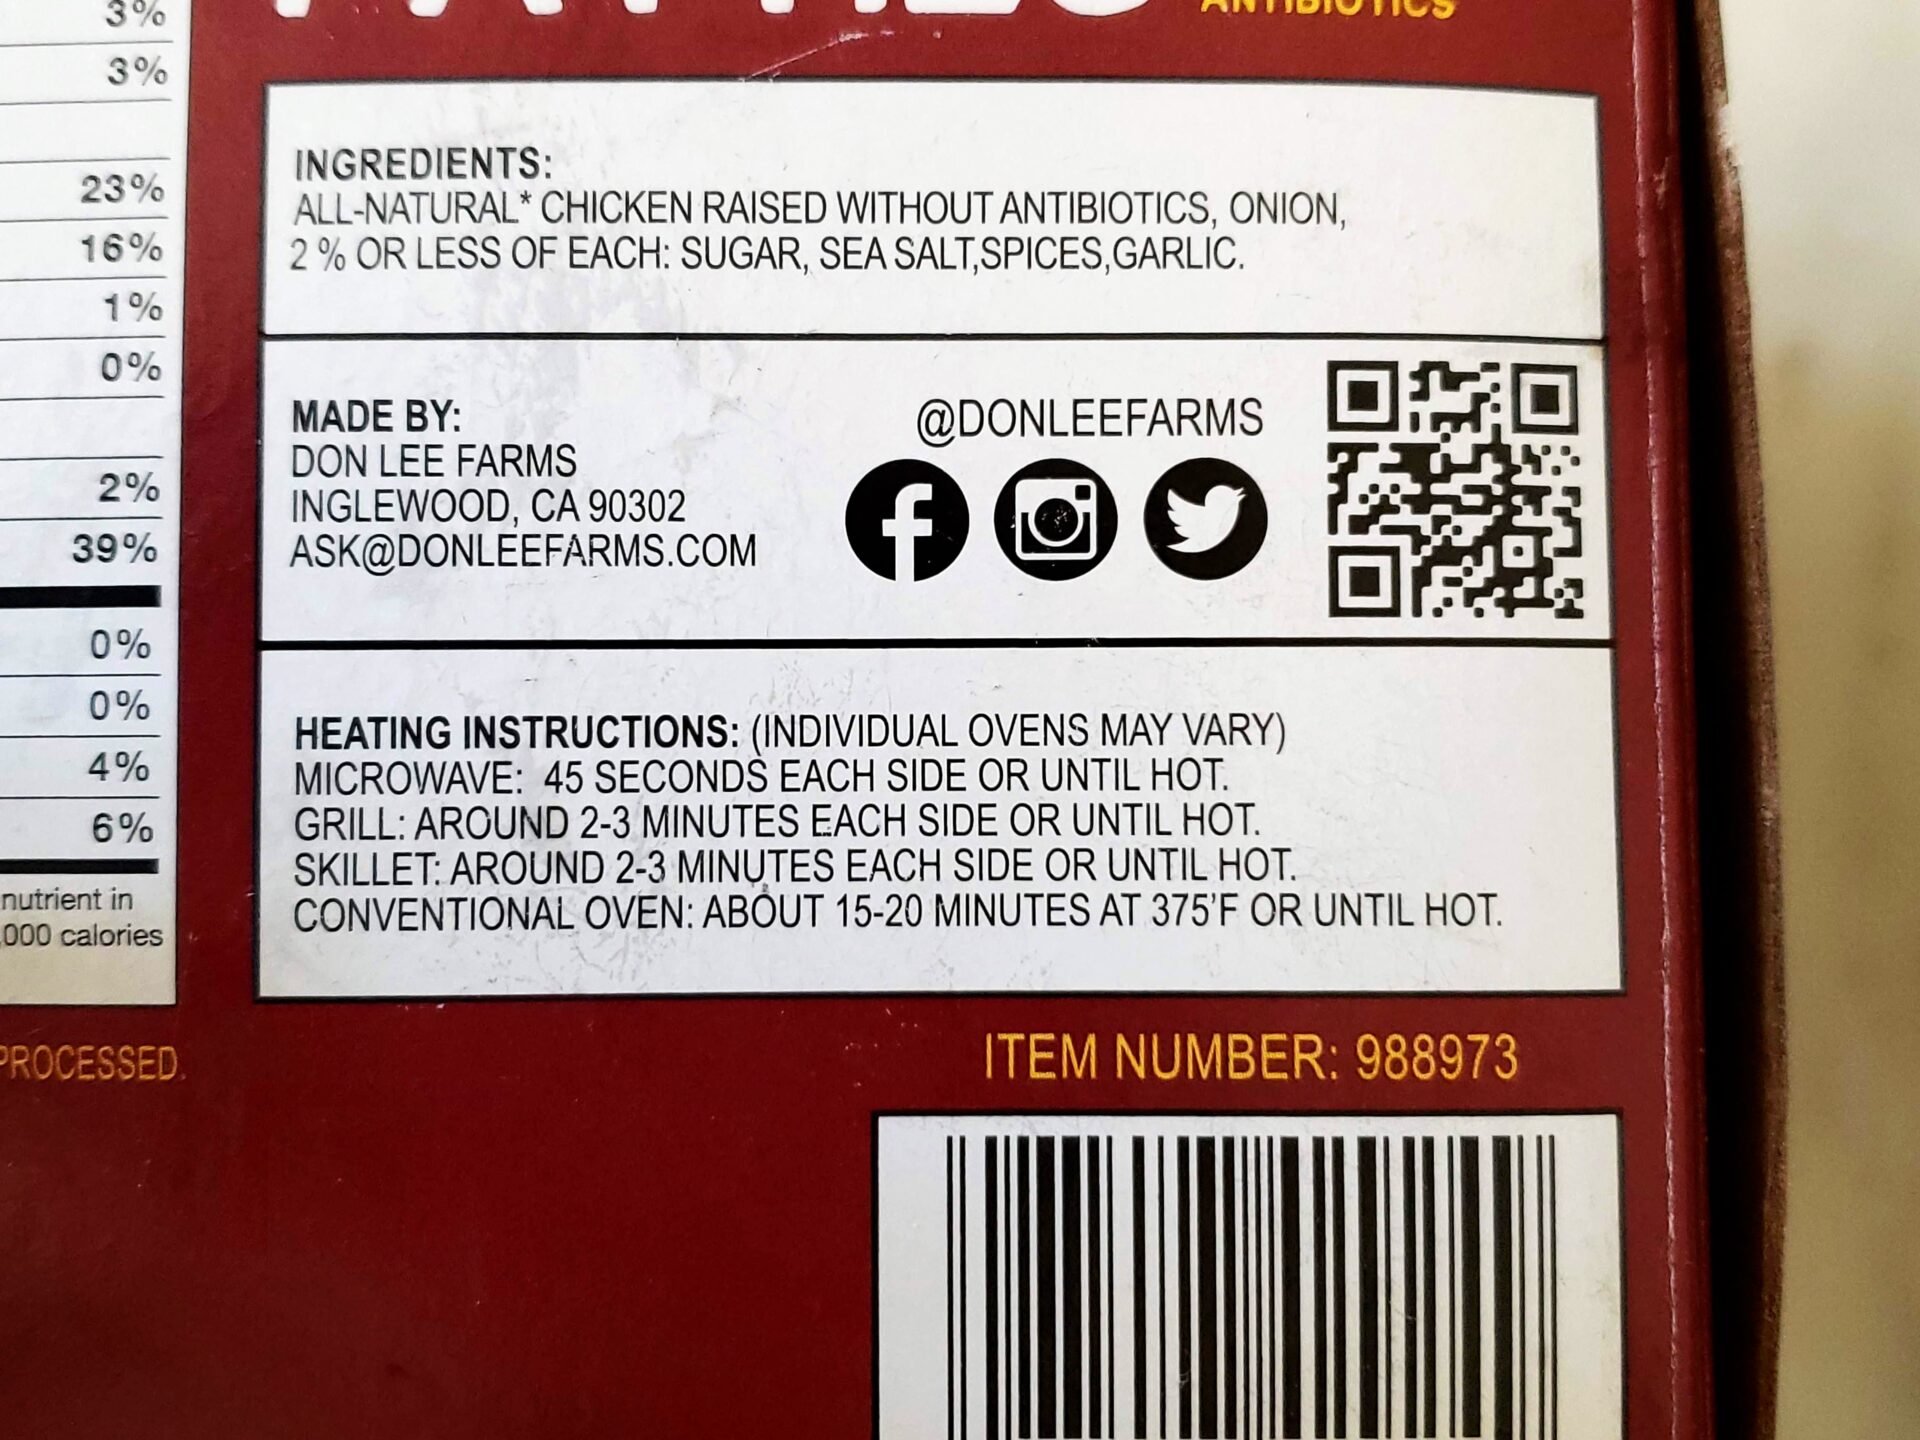 ANTIBIOTICS
3%
3%
23%
16%
1%
0%
2%
39%
0%
0%
4%
6%
nutrient in
,000 calories
PROCESSED.
INGREDIENTS:
ALL-NATURAL* CHICKEN RAISED WITHOUT ANTIBIOTICS, ONION,
2 % OR LESS OF EACH: SUGAR, SEA SALT,SPICES,GARLIC.
MADE BY:
DON LEE FARMS
INGLEWOOD, CA 90302
ASK@DONLEEFARMS.COM
@DONLEEFARMS
HEATING INSTRUCTIONS: (INDIVIDUAL OVENS MAY VARY)
MICROWAVE: 45 SECONDS EACH SIDE OR UNTIL HOT.
GRILL: AROUND 2-3 MINUTES EACH SIDE OR UNTIL HOT.
SKILLET: AROUND 2-3 MINUTES EACH SIDE OR UNTIL HOT.
CONVENTIONAL OVEN: ABOUT 15-20 MINUTES AT 375'F OR UNTIL HOT.
ITEM NUMBER: 988973